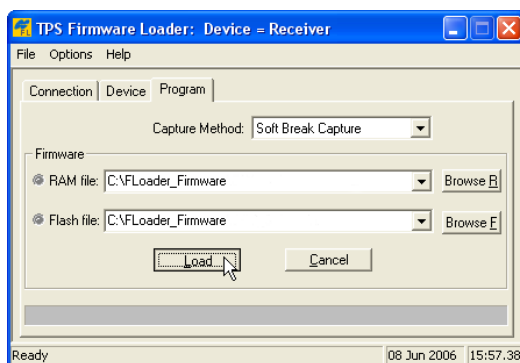 TPS Firmware Loader: Device = Receiver
File Options Help
Connection Device Program
Capture Method: Soft Break Capture
Firmware
RAM file: C:\FLoader_Firmware Browse R
Flash file: C:\FLoader_Firmware Browse F
Load Cancel
Ready 08 Jun 2006 15:57.38